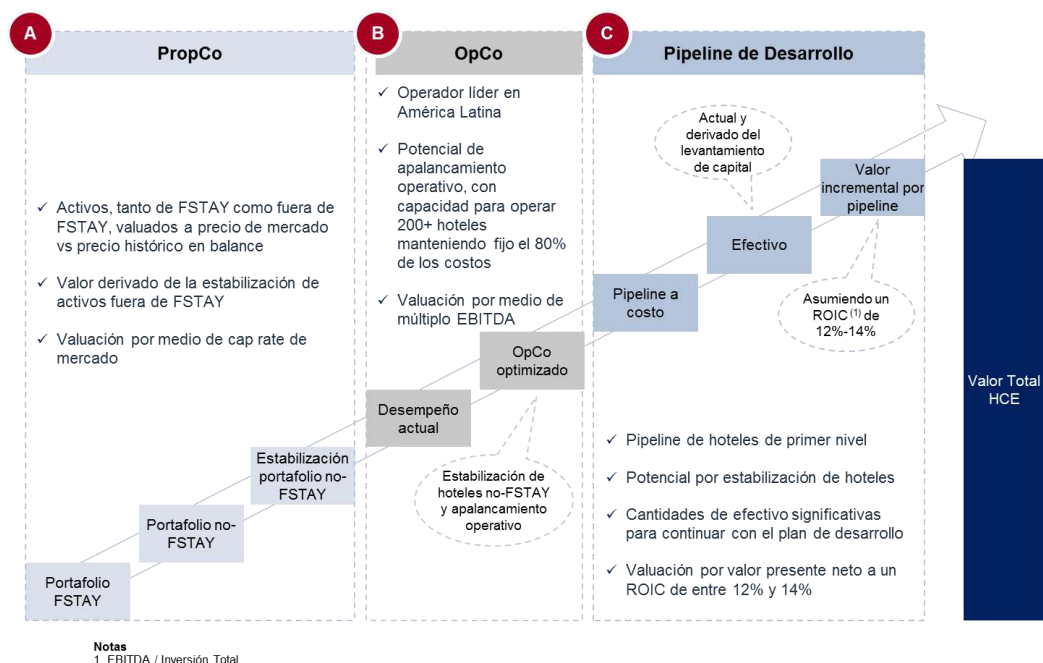 A
PropCo
✓ Activos, tanto de FSTAY como fuera de
FSTAY, valuados a precio de mercado
vs precio histórico en balance
✓ Valor derivado de la estabilización de
activos fuera de FSTAY
✓ Valuación por medio de cap rate de
mercado
Estabilización
portafolio no-
FSTAY
Portafolio no-
FSTAY
Portafolio
FSTAY
B
OpCo
✓ Operador líder en
América Latina
✓ Potencial de
apalancamiento
operativo, con
capacidad para operar
200+ hoteles
manteniendo fijo el 80%
de los costos
✓ Valuación por medio de
múltiplo EBITDA
OpCo
optimizado
Desempeño
actual
Estabilización de
hoteles no-FSTAY
y apalancamiento
operativo
C
Pipeline de Desarrollo
Actual y
derivado del
levantamiento
de capital
Valor
incremental por
pipeline
Efectivo
Pipeline a
costo
Asumiendo un
ROIC (1) de
12%-14%
✓ Pipeline de hoteles de primer nivel
✓ Potencial por estabilización de hoteles
✓ Cantidades de efectivo significativas
para continuar con el plan de desarrollo
✓ Valuación por valor presente neto a un
ROIC de entre 12% y 14%
Valor Total
HCE
Notas
1. EBITDA / Inversión Total